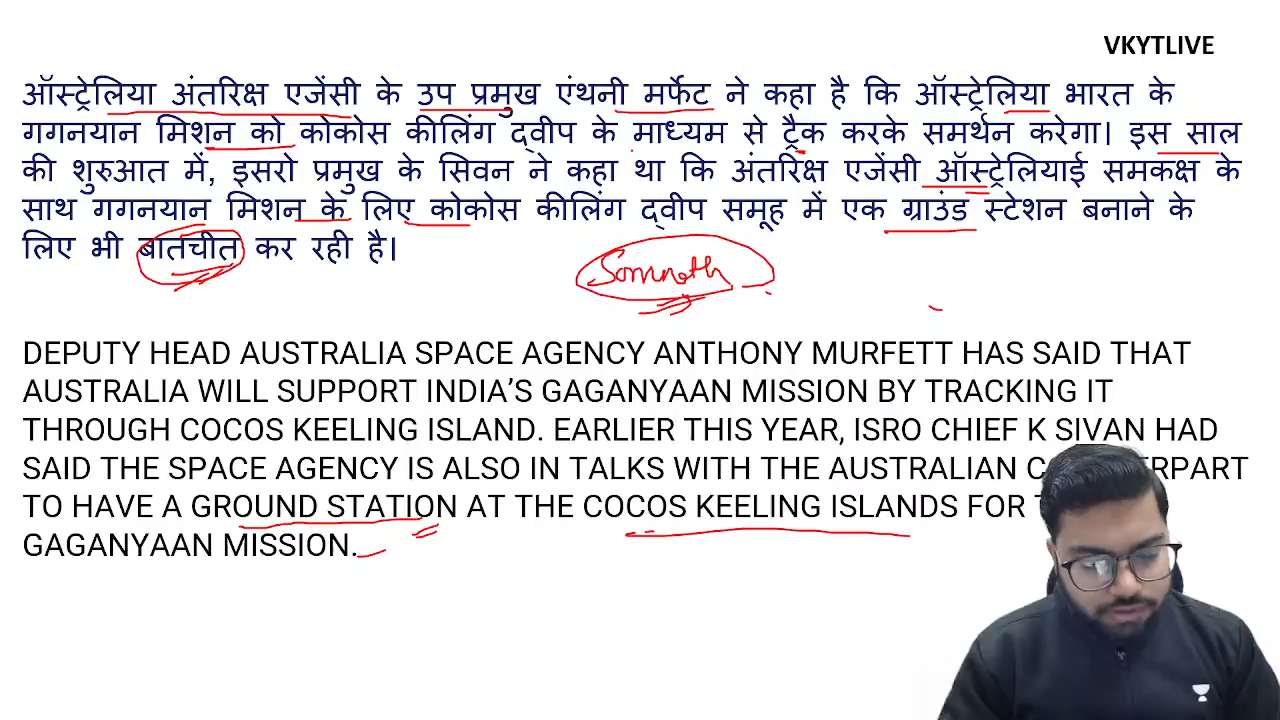 VKYTLIVE
ऑस्ट्रेलिया अंतरिक्ष एजेंसी के उप प्रमुख एंथनी मर्फेट ने कहा है कि ऑस्ट्रेलिया भारत के
गगनयान मिशन को कोकोस कीलिंग द्वीप के माध्यम से ट्रैक करके समर्थन करेगा। इस साल
की शुरुआत में, इसरो प्रमुख के सिवन ने कहा था कि अंतरिक्ष एजेंसी ऑस्ट्रेलियाई समकक्ष के
साथ गगनयान मिशन के लिए कोकोस कीलिंग द्वीप समूह में एक ग्राउंड स्टेशन बनाने के
लिए भी बातचीत कर रही है।
Somnath
DEPUTY HEAD AUSTRALIA SPACE AGENCY ANTHONY MURFETT HAS SAID THAT
AUSTRALIA WILL SUPPORT INDIA’S GAGANYAAN MISSION BY TRACKING IT
THROUGH COCOS KEELING ISLAND. EARLIER THIS YEAR, ISRO CHIEF K SIVAN HAD
SAID THE SPACE AGENCY IS ALSO IN TALKS WITH THE AUSTRALIAN
TO HAVE A GROUND STATION AT THE COCOS KEELING ISLANDS FOR
GAGANYAAN MISSION.